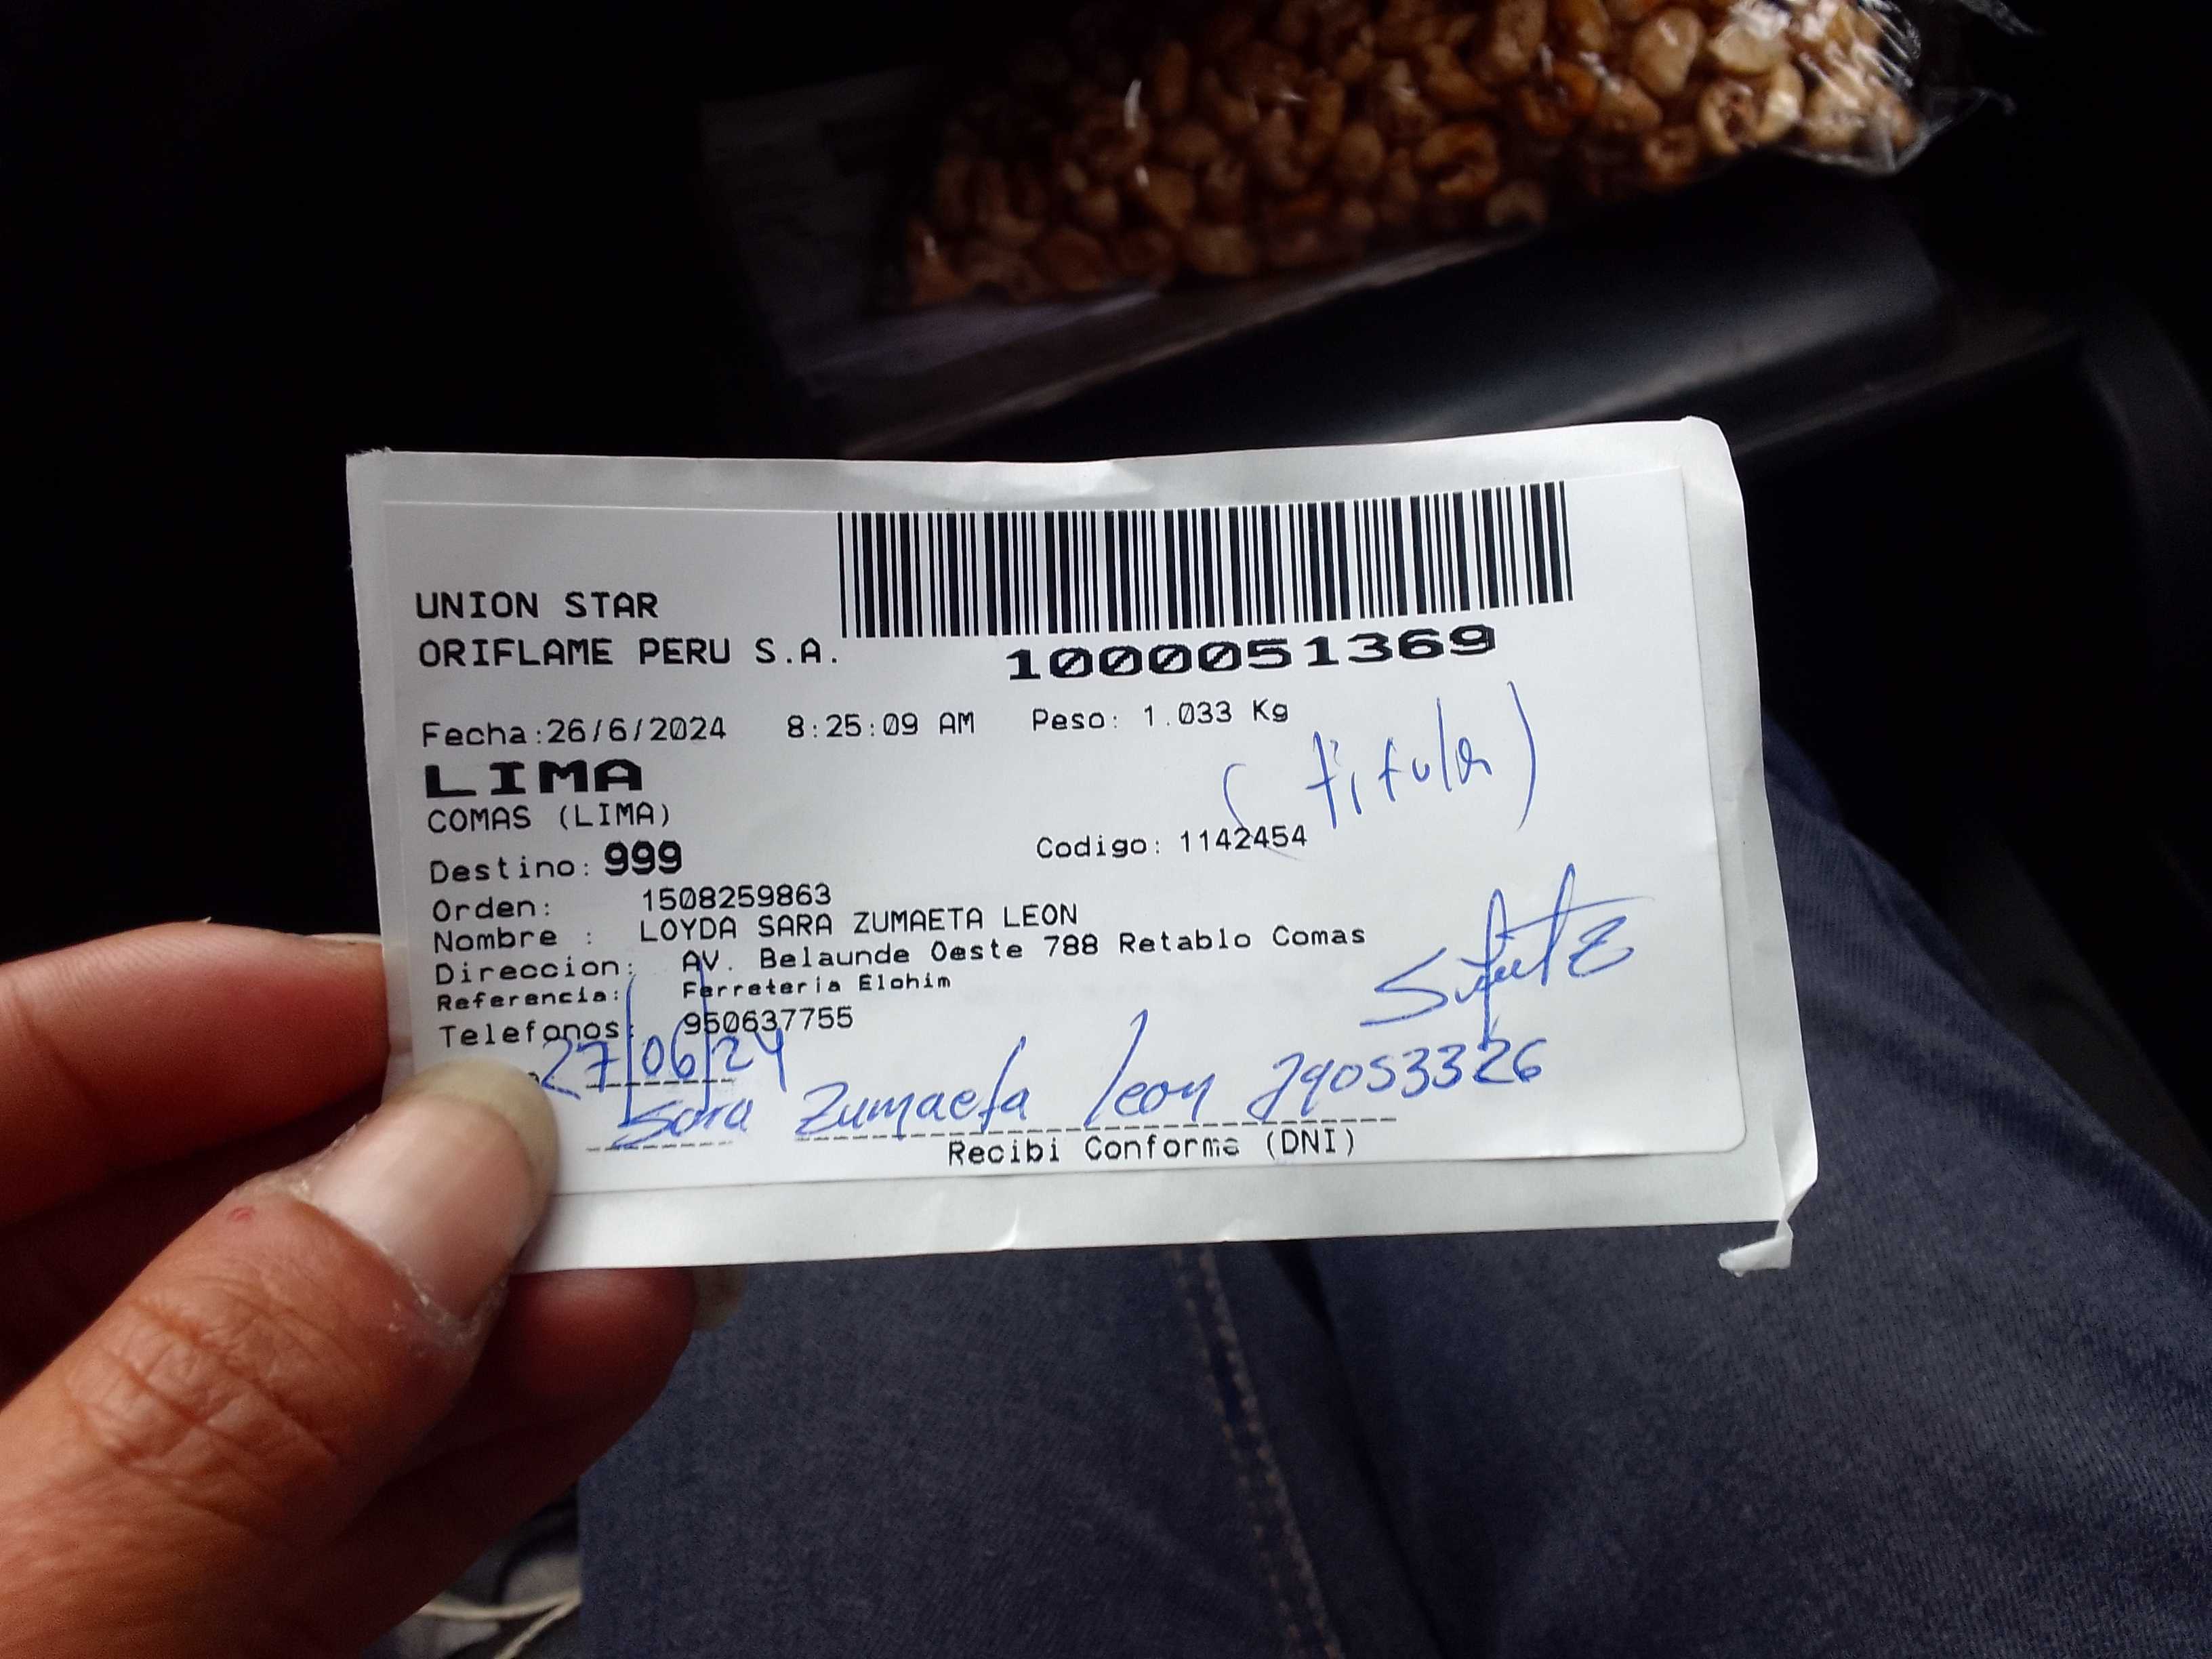 UNION STAR
ORIFLAME PERU S.A.
1000051369
Fecha:26/6/2024 8:25:09 AM Peso: 1.033 Kg
LIMA
(titular)
COMAS (LIMA)
Destino: 999 Codigo: 1142454
Orden: 1508259863
Nombre : LOYDA SARA ZUMAETA LEON
Direccion: AV. Belaunde Oeste 788 Retablo Comas
Referencia: Ferreteria Elohim
Telefonos: 950637755
27/06/24
Sara Zumaeta leon 29053326
Recibi Conforme (DNI)